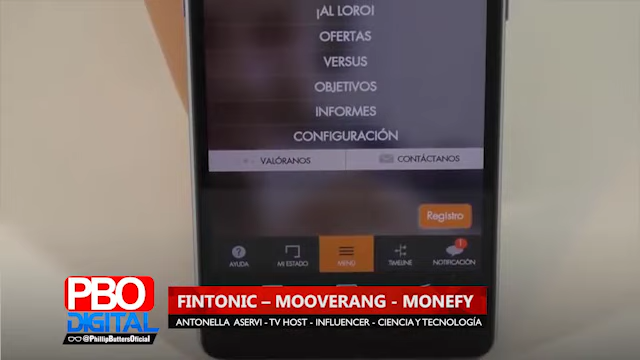 ¡AL LORO!
OFERTAS
VERSUS
OBJETIVOS
INFORMES
CONFIGURACIÓN
VALÓRANOS
CONTÁCTANOS
Registro
AYUDA
MI ESTADO
MENÚ
TIMELINE
NOTIFICACIÓN
1
PBO
DIGITAL
@PhillipButtersOficial
FINTONIC – MOOVERANG - MONEFY
ANTONELLA ASERVI - TV HOST - INFLUENCER - CIENCIA Y TECNOLOGÍA